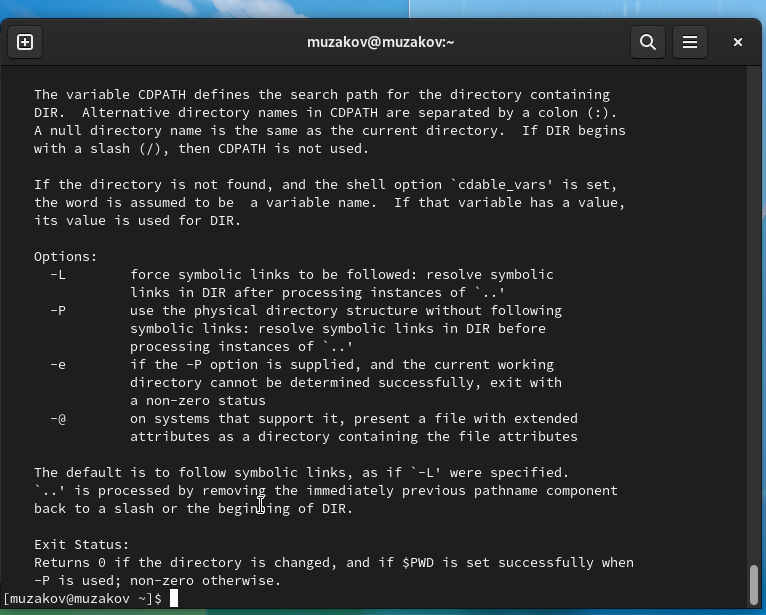 muzakov@muzakov:~
The variable CDPATH defines the search path for the directory containing
DIR.  Alternative directory names in CDPATH are separated by a colon (:).
A null directory name is the same as the current directory.  If DIR begins
with a slash (/), then CDPATH is not used.
If the directory is not found, and the shell option `cdable_vars' is set,
the word is assumed to be  a variable name.  If that variable has a value,
its value is used for DIR.
Options:
-L        force symbolic links to be followed: resolve symbolic
links in DIR after processing instances of `..'
-P        use the physical directory structure without following
symbolic links: resolve symbolic links in DIR before
processing instances of `..'
-e        if the -P option is supplied, and the current working
directory cannot be determined successfully, exit with
a non-zero status
-@        on systems that support it, present a file with extended
attributes as a directory containing the file attributes
The default is to follow symbolic links, as if `-L' were specified.
`..' is processed by removing the immediately previous pathname component
back to a slash or the beginning of DIR.
Exit Status:
Returns 0 if the directory is changed, and if $PWD is set successfully when
-P is used; non-zero otherwise.
[muzakov@muzakov ~]$